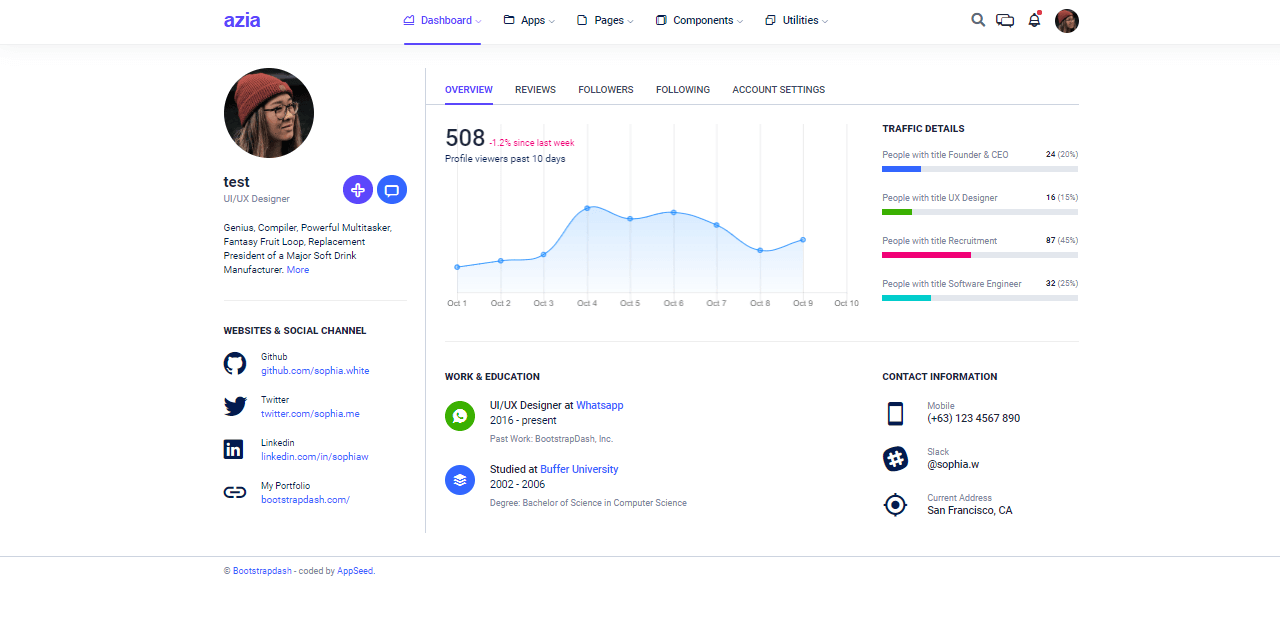 azia
Dashboard
Apps
Pages
Components
Utilities
test
UI/UX Designer
Genius, Compiler, Powerful Multitasker,
Fantasy Fruit Loop, Replacement
President of a Major Soft Drink
Manufacturer. More
WEBSITES & SOCIAL CHANNEL
Github
github.com/sophia.white
Twitter
twitter.com/sophia.me
Linkedin
linkedin.com/in/sophiaw
My Portfolio
bootstrapdash.com/
OVERVIEW
REVIEWS
FOLLOWERS
FOLLOWING
ACCOUNT SETTINGS
508 -1.2% since last week
Profile viewers past 10 days
Oct 1
Oct 2
Oct 3
Oct 4
Oct 5
Oct 6
Oct 7
Oct 8
Oct 9
Oct 10
TRAFFIC DETAILS
People with title Founder & CEO 24 (20%)
People with title UX Designer 16 (15%)
People with title Recruitment 87 (45%)
People with title Software Engineer 32 (25%)
WORK & EDUCATION
UI/UX Designer at Whatsapp
2016 - present
Past Work: BootstrapDash, Inc.
Studied at Buffer University
2002 - 2006
Degree: Bachelor of Science in Computer Science
CONTACT INFORMATION
Mobile
(+63) 123 4567 890
Slack
@sophia.w
Current Address
San Francisco, CA
© Bootstrapdash - coded by AppSeed.